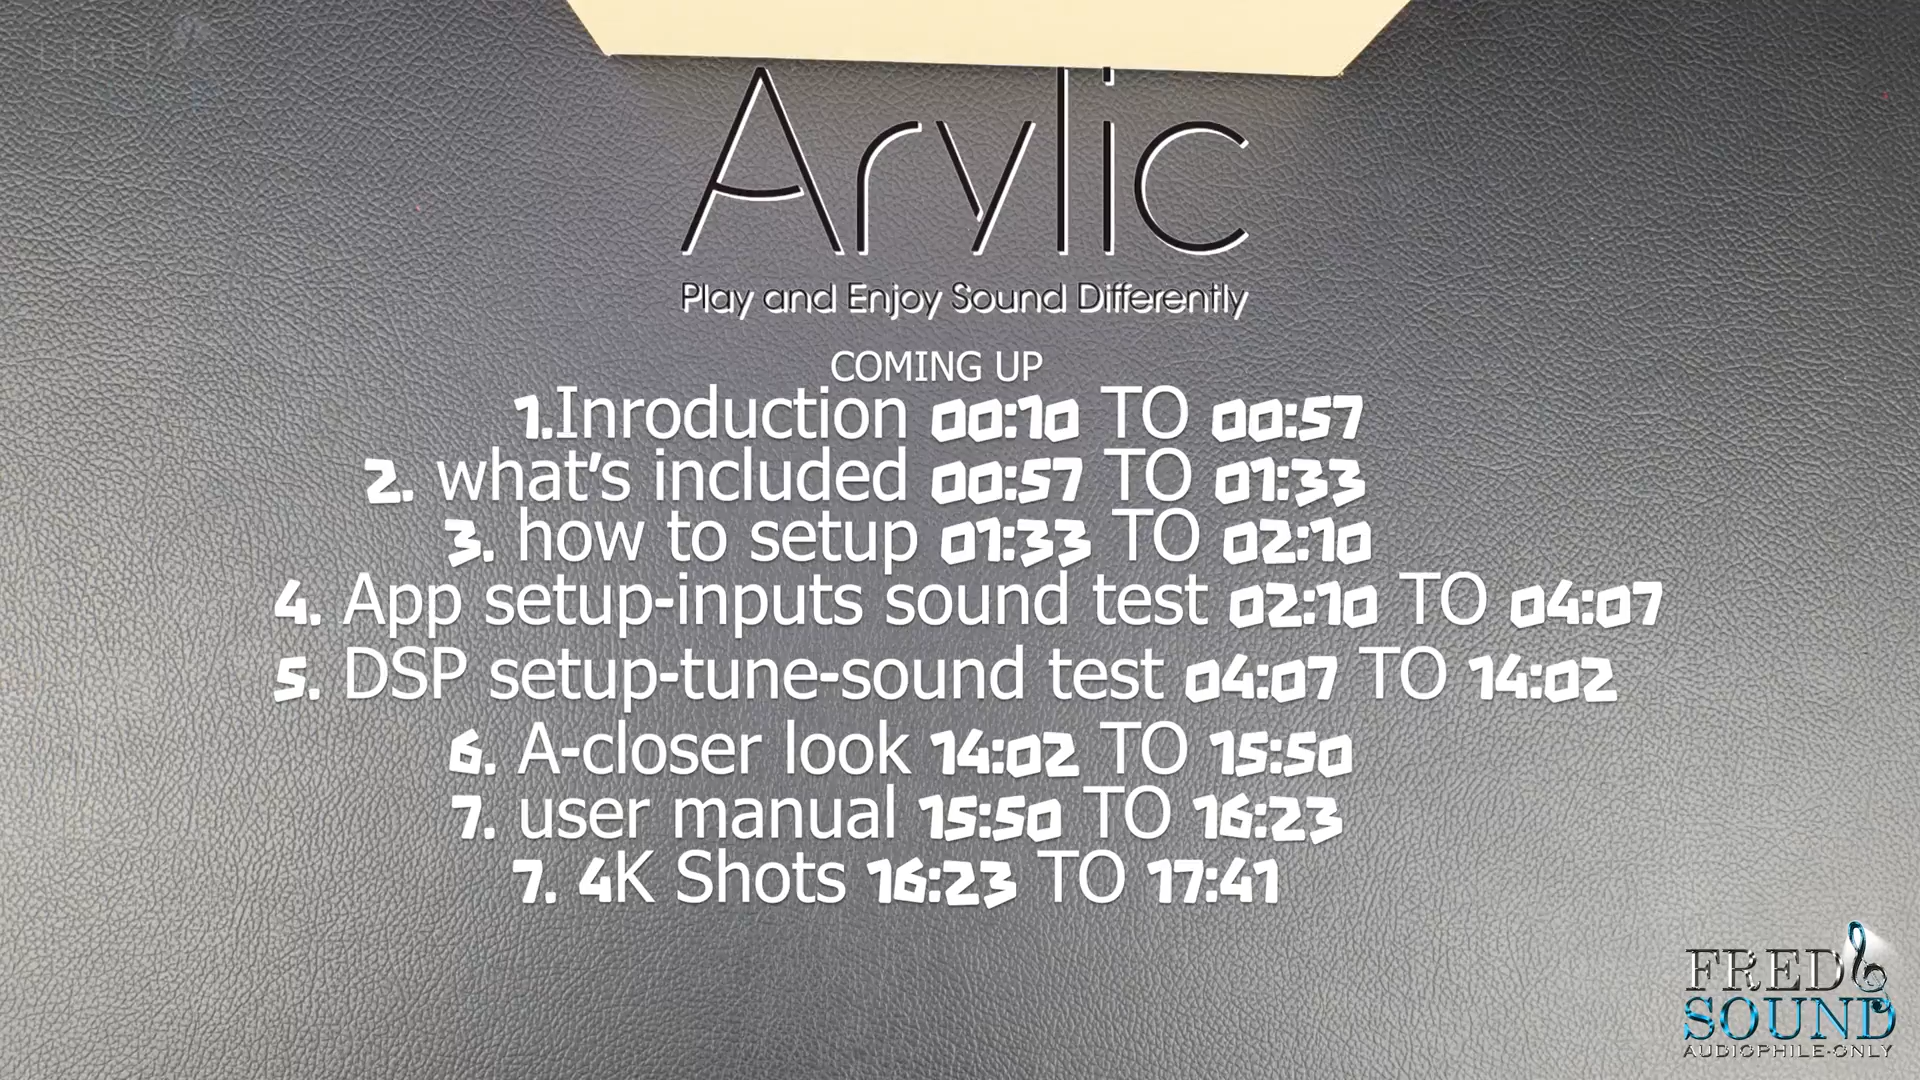 Arylic
Play and Enjoy Sound Differently
COMING UP
1.Inroduction 00:10 TO 00:57
2. what's included 00:57 TO 01:33
3. how to setup 01:33 TO 02:10
4. App setup-inputs sound test 02:10 TO 04:07
5. DSP setup-tune-sound test 04:07 TO 14:02
6. A-closer look 14:02 TO 15:50
7. user manual 15:50 TO 16:23
7. 4K Shots 16:23 TO 17:41
FRED
SOUND
AUDIOPHILE-ONLY